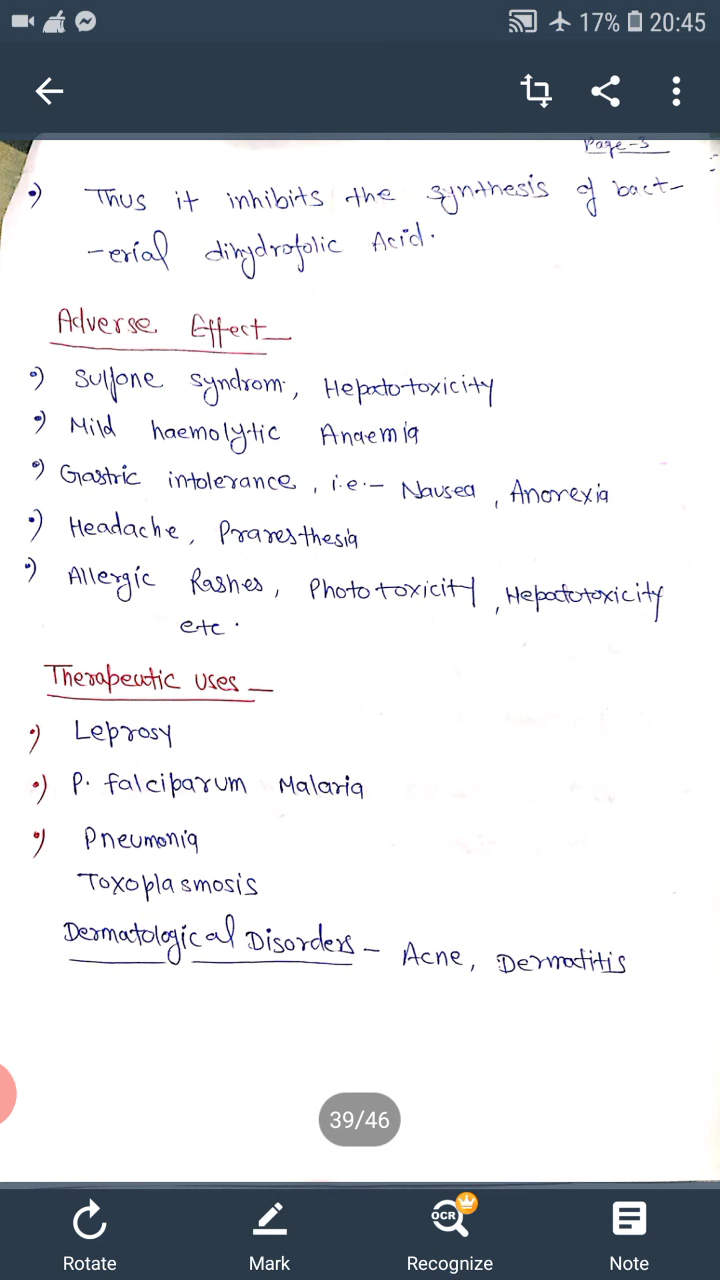 17% 20:45
Page-3
Thus it inhibits the synthesis of bact-
-erial dihydrofolic Acid.
Adverse Effect
Sulfone syndrom, Hepatotoxicity
Mild haemolytic Anaemia
Gastric intolerance, i.e.- Nausea, Anorexia
Headache, Praresthesia
Allergic Rashes, Phototoxicity, Hepatotoxicity
etc.
Therapeutic uses -
Leprosy
P. falciparum Malaria
Pneumonia
Toxoplasmosis
Dermatological Disorders - Acne, Dermatitis
39/46
OCR
Rotate Mark Recognize Note